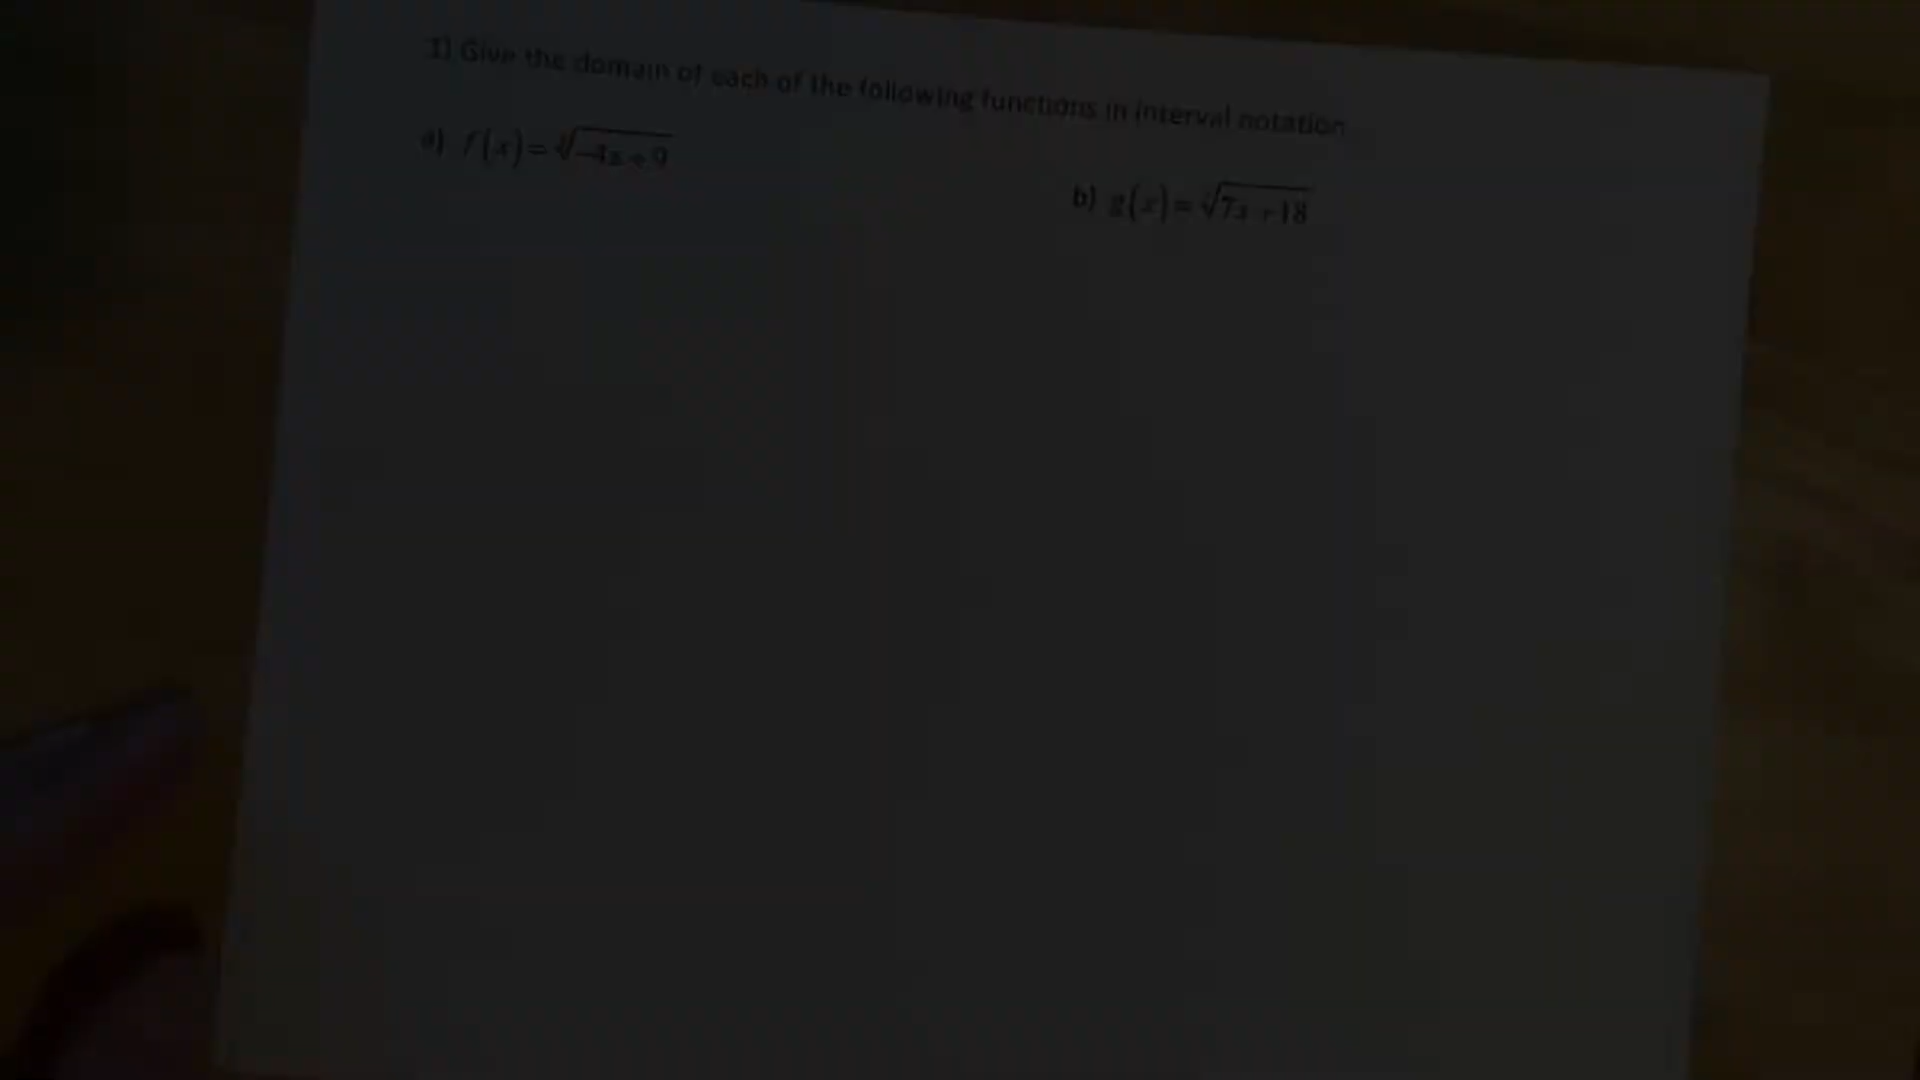 1) Give the domain of each of the following functions in interval notation
a) f(x) = √-4x + 9
b) g(x) = √7x + 18